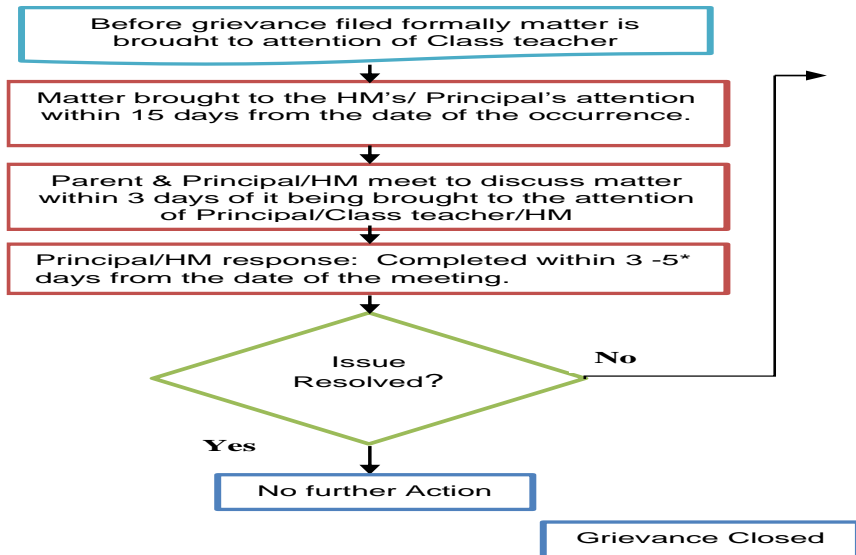 Before grievance filed formally matter is
brought to attention of Class teacher
Matter brought to the HM's/ Principal's attention
within 15 days from the date of the occurrence.
Parent & Principal/HM meet to discuss matter
within 3 days of it being brought to the attention
of Principal/Class teacher/HM
Principal/HM response: Completed within 3 -5*
days from the date of the meeting.
Issue
Resolved?
No
Yes
No further Action
Grievance Closed